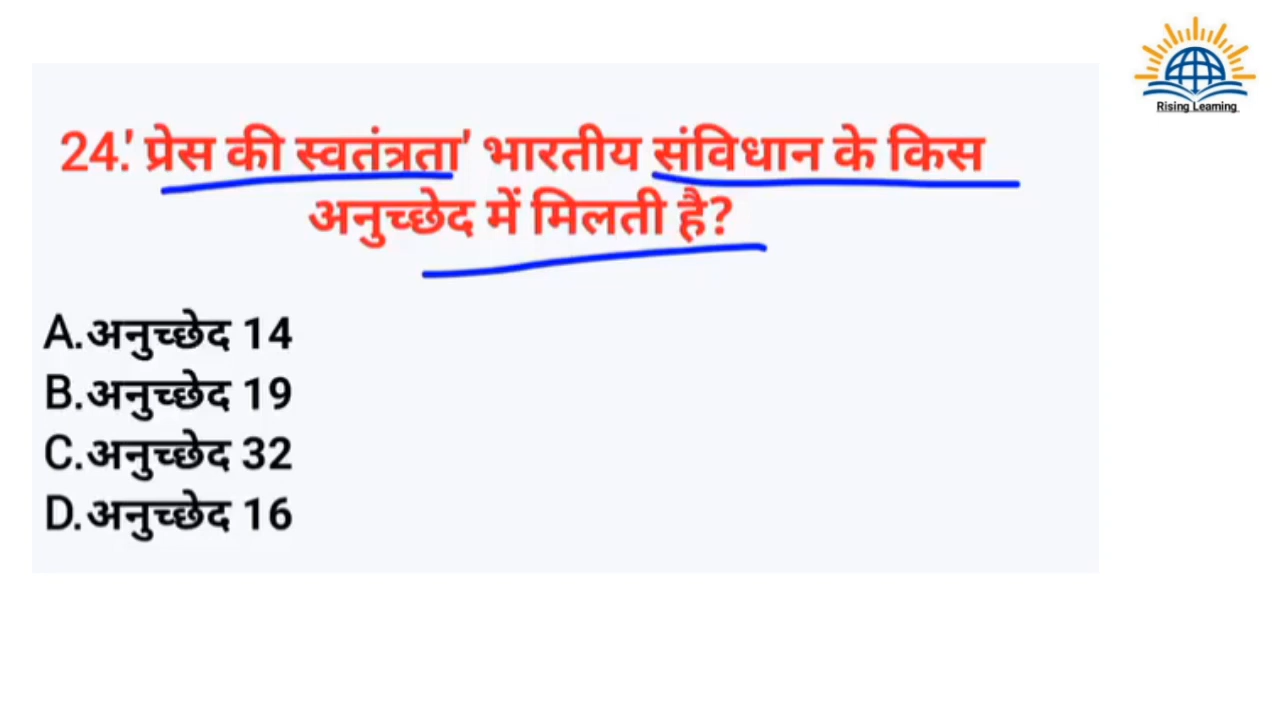 Rising Learning
24.' प्रेस की स्वतंत्रता' भारतीय संविधान के किस
अनुच्छेद में मिलती है?
A.अनुच्छेद 14
B.अनुच्छेद 19
C.अनुच्छेद 32
D.अनुच्छेद 16